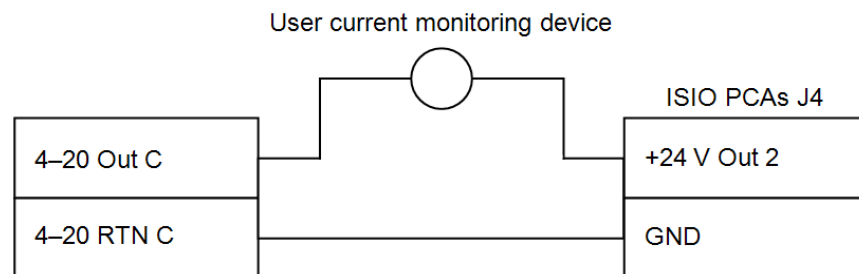 User current monitoring device
ISIO PCAs J4
4–20 Out C
+24 V Out 2
4–20 RTN C
GND